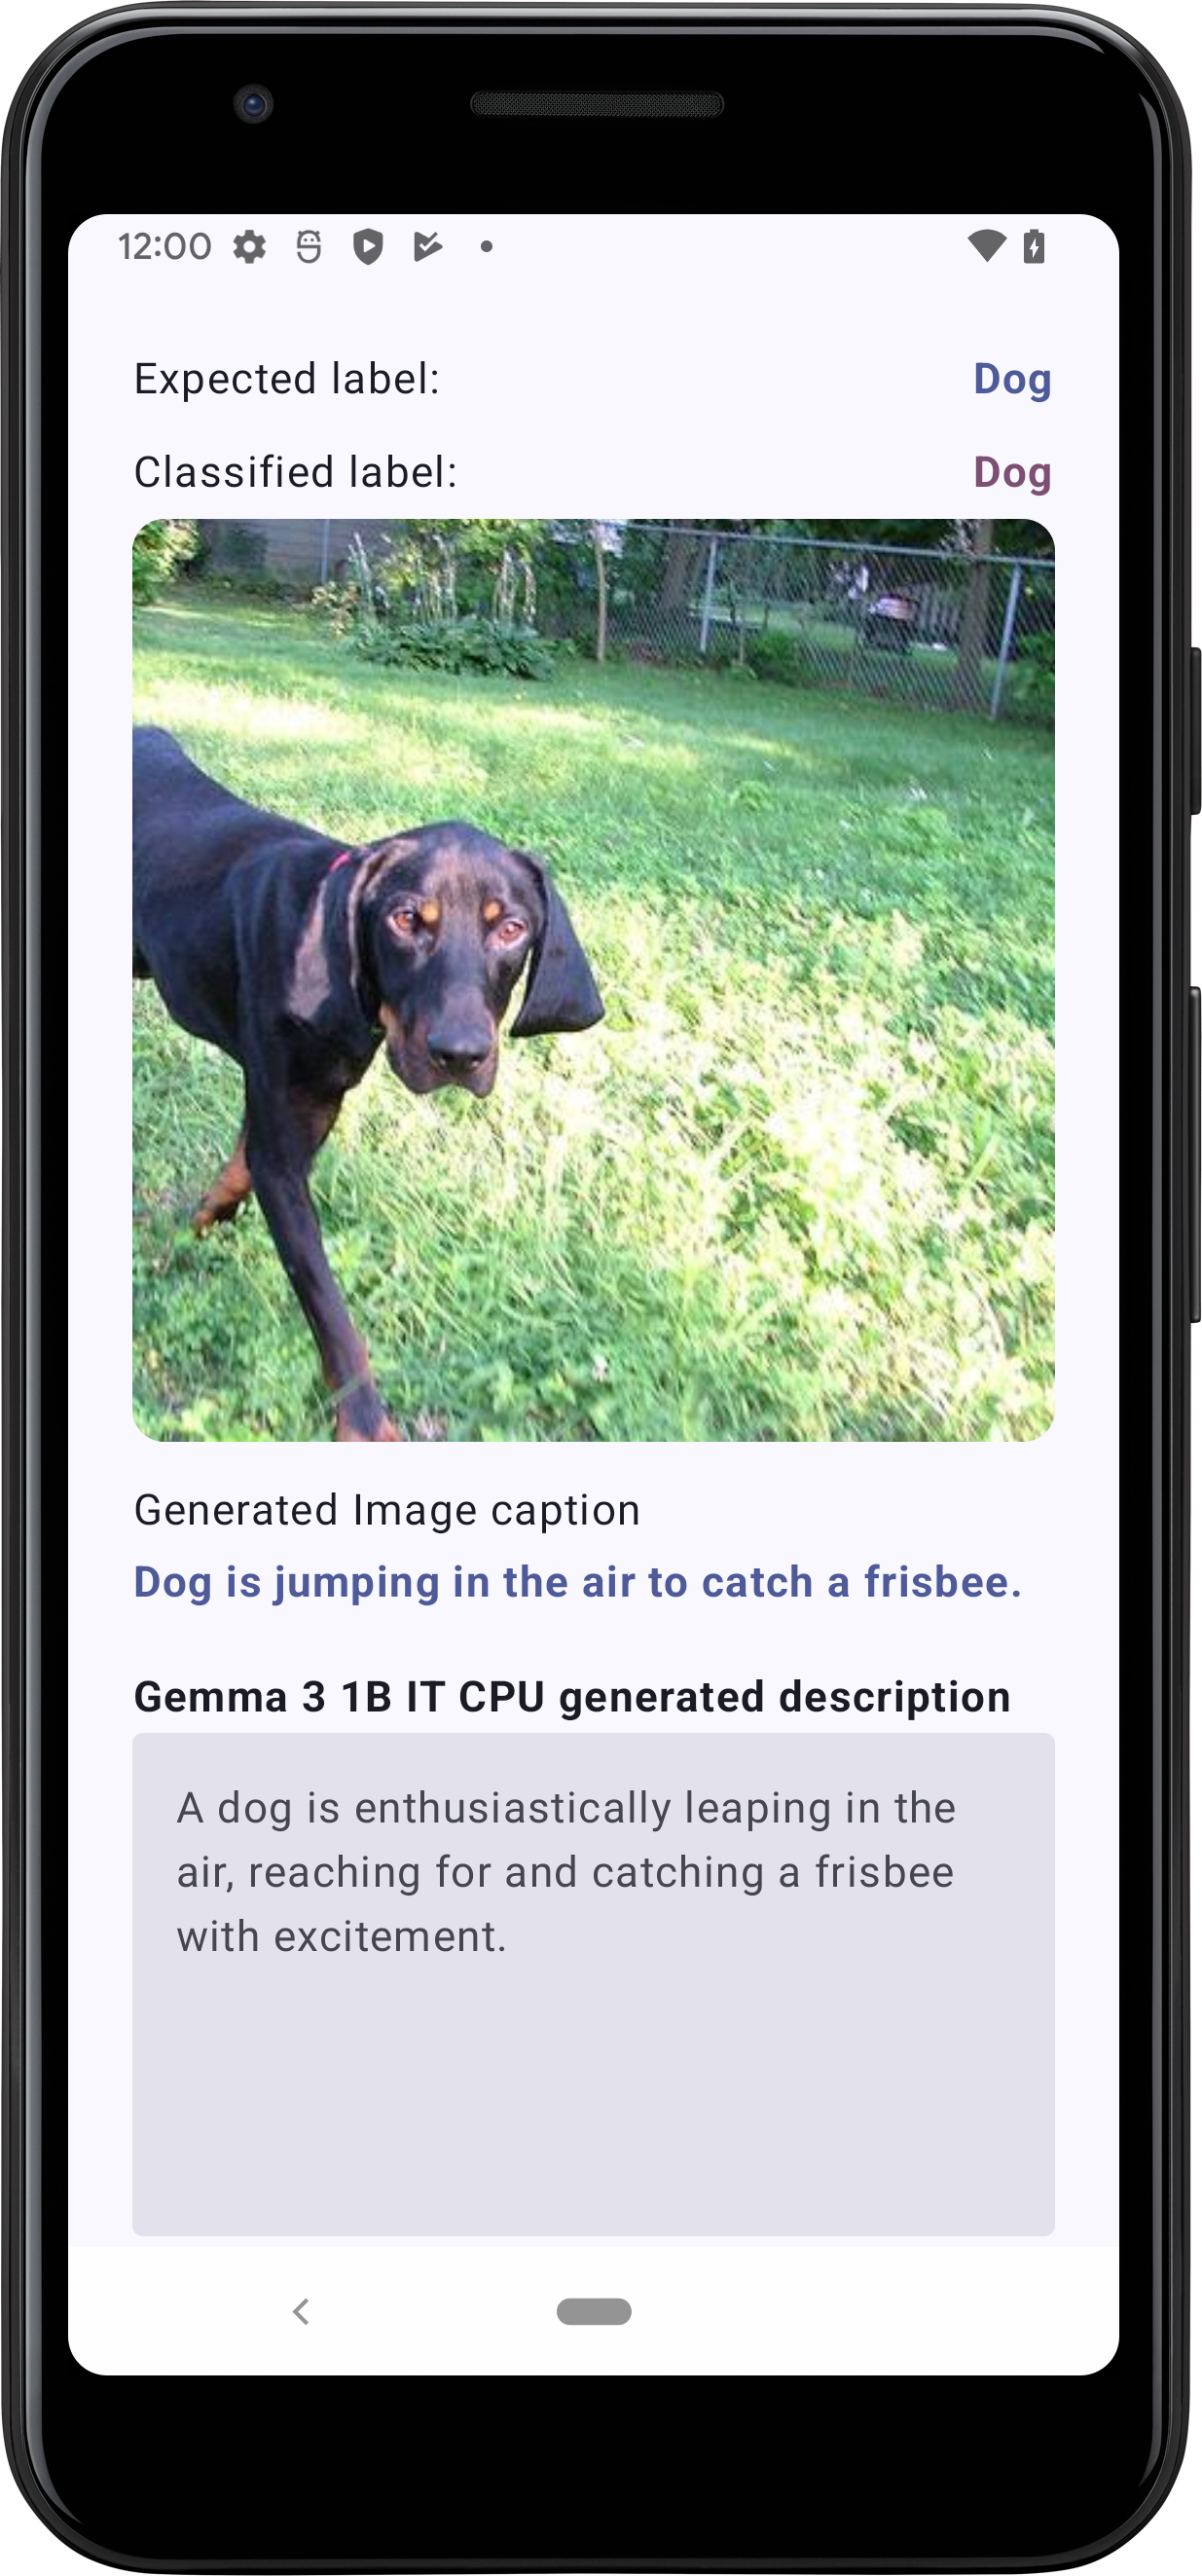 12:00
Expected label: Dog
Classified label: Dog
Generated Image caption
Dog is jumping in the air to catch a frisbee.
Gemma 3 1B IT CPU generated description
A dog is enthusiastically leaping in the
air, reaching for and catching a frisbee
with excitement.